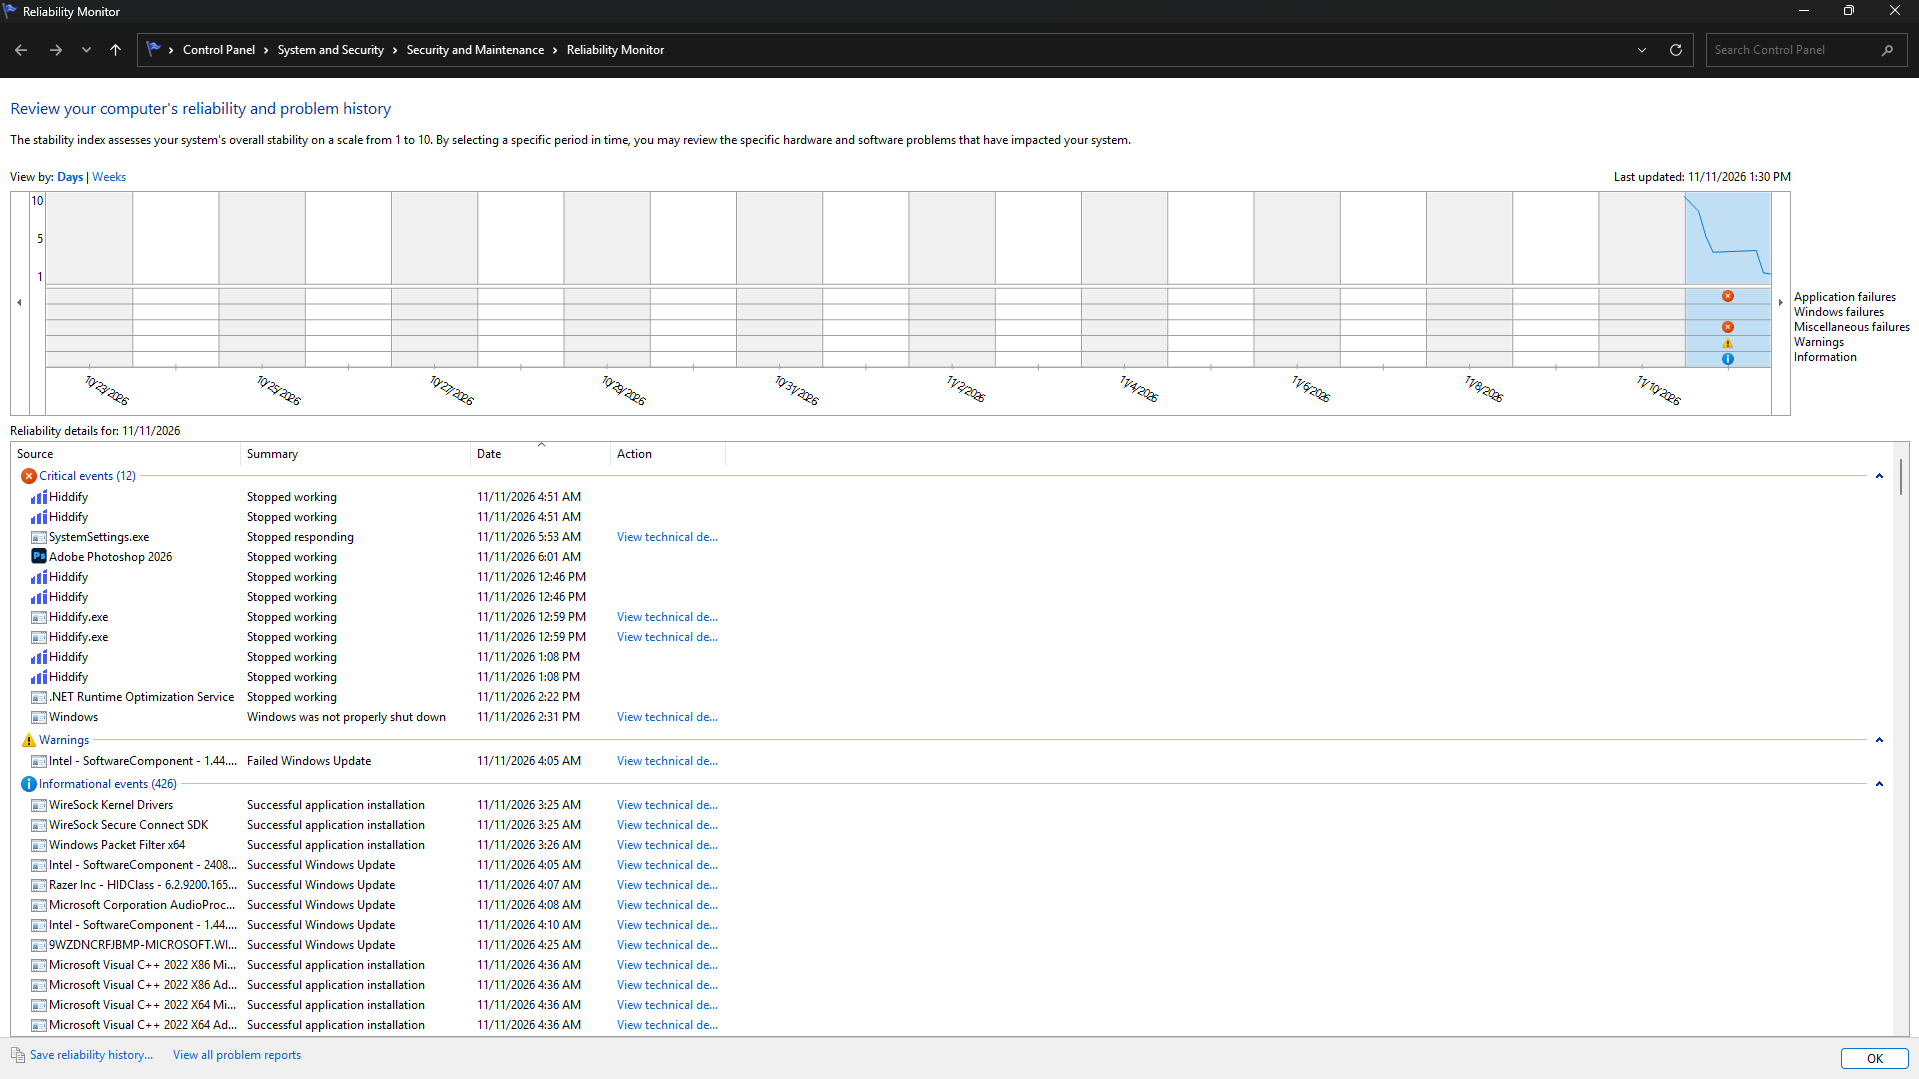 Reliability Monitor
Control Panel > System and Security > Security and Maintenance > Reliability Monitor
Search Control Panel
Review your computer's reliability and problem history
The stability index assesses your system's overall stability on a scale from 1 to 10. By selecting a specific period in time, you may review the specific hardware and software problems that have impacted your system.
View by: Days | Weeks
Last updated: 11/11/2026 1:30 PM
10
5
1
Application failures
Windows failures
Miscellaneous failures
Warnings
Information
10/23/2026 10/25/2026 10/27/2026 10/29/2026 10/31/2026 11/2/2026 11/4/2026 11/6/2026 11/8/2026 11/10/2026
Reliability details for: 11/11/2026
Source Summary Date Action
Critical events (12)
Hiddify Stopped working 11/11/2026 4:51 AM
Hiddify Stopped working 11/11/2026 4:51 AM
SystemSettings.exe Stopped responding 11/11/2026 5:53 AM View technical de...
Ps Adobe Photoshop 2026 Stopped working 11/11/2026 6:01 AM
Hiddify Stopped working 11/11/2026 12:46 PM
Hiddify Stopped working 11/11/2026 12:46 PM
Hiddify.exe Stopped working 11/11/2026 12:59 PM View technical de...
Hiddify.exe Stopped working 11/11/2026 12:59 PM View technical de...
Hiddify Stopped working 11/11/2026 1:08 PM
Hiddify Stopped working 11/11/2026 1:08 PM
.NET Runtime Optimization Service Stopped working 11/11/2026 2:22 PM
Windows Windows was not properly shut down 11/11/2026 2:31 PM View technical de...
Warnings
Intel - SoftwareComponent - 1.44.... Failed Windows Update 11/11/2026 4:05 AM View technical de...
Informational events (426)
WireSock Kernel Drivers Successful application installation 11/11/2026 3:25 AM View technical de...
WireSock Secure Connect SDK Successful application installation 11/11/2026 3:25 AM View technical de...
Windows Packet Filter x64 Successful application installation 11/11/2026 3:26 AM View technical de...
Intel - SoftwareComponent - 2408... Successful Windows Update 11/11/2026 4:05 AM View technical de...
Razer Inc - HIDClass - 6.2.9200.165... Successful Windows Update 11/11/2026 4:07 AM View technical de...
Microsoft Corporation AudioProc... Successful Windows Update 11/11/2026 4:08 AM View technical de...
Intel - SoftwareComponent - 1.44.... Successful Windows Update 11/11/2026 4:10 AM View technical de...
9WZDNCRFJBMP-MICROSOFT.WI... Successful Windows Update 11/11/2026 4:25 AM View technical de...
Microsoft Visual C++ 2022 X86 Mi... Successful application installation 11/11/2026 4:36 AM View technical de...
Microsoft Visual C++ 2022 X86 Ad... Successful application installation 11/11/2026 4:36 AM View technical de...
Microsoft Visual C++ 2022 X64 Mi... Successful application installation 11/11/2026 4:36 AM View technical de...
Microsoft Visual C++ 2022 X64 Ad... Successful application installation 11/11/2026 4:36 AM View technical de...
Save reliability history... View all problem reports
OK